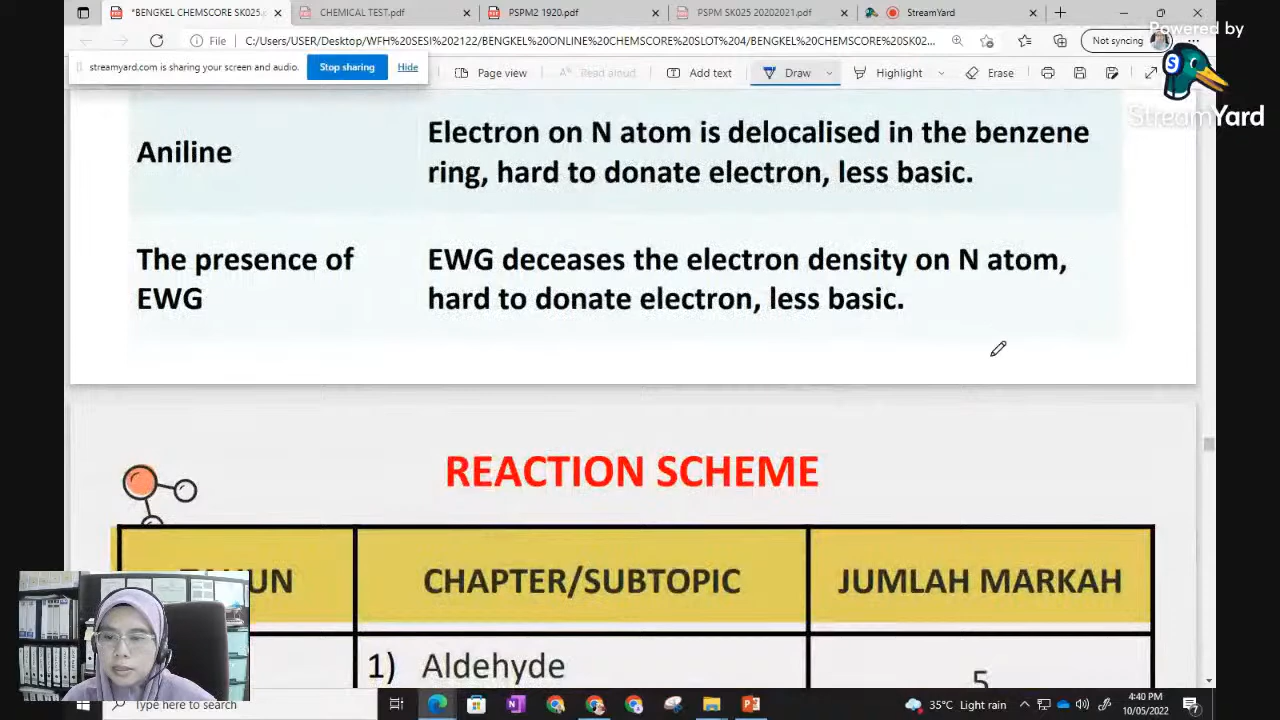 *BENGKEL CHEMSCORE SK025.p
CHEMICAL TEST.pdf
PSPM2 1920.pdf
PSPM SK025 20202021.pdf
StreamYard
Powered by
StreamYard
File
C:/Users/USER/Desktop/WFH%20SESI%202122/BENGKEL%20ONLINE%20CHEMSCORE%20SLOT%204/BENGKEL%20CHEMSCORE%20SK02...
Not syncing
streamyard.com is sharing your screen and audio.
Stop sharing
Hide
Page view
Read aloud
Add text
Draw
Highlight
Erase
Aniline
Electron on N atom is delocalised in the benzene
ring, hard to donate electron, less basic.
The presence of
EWG
EWG deceases the electron density on N atom,
hard to donate electron, less basic.
REACTION SCHEME
UN
CHAPTER/SUBTOPIC
JUMLAH MARKAH
1) Aldehyde
5
Type here to search
35°C Light rain
4:40 PM
10/05/2022